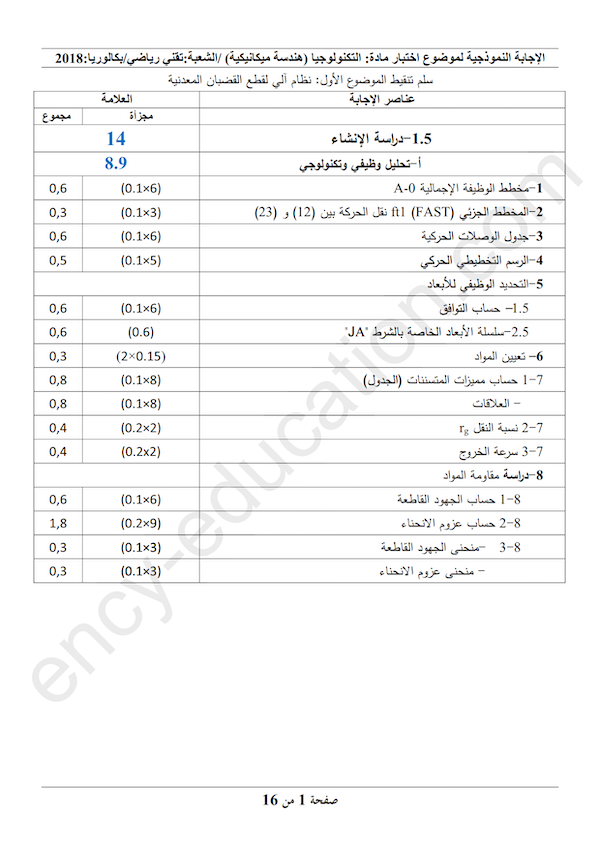 الإجابة النموذجية لموضوع اختبار مادة: التكنولوجيا (هندسة ميكانيكية) /الشعبة:تقني رياضي/بكالوريا:2018
سلم تنقيط الموضوع الأول: نظام آلي لقطع القضبان المعدنية
عناصر الإجابة العلامة
مجزأة مجموع
1.5-دراسة الإنشاء 14
أ-تحليل وظيفي وتكنولوجي 8.9
1-مخطط الوظيفة الإجمالية A-0 (0.1×6) 0,6
2-المخطط الجزئي (FAST) ft1 نقل الحركة بين (12) و (23) (0.1×3) 0,3
3-جدول الوصلات الحركية (0.1×6) 0,6
4-الرسم التخطيطي الحركي (0.1×5) 0,5
5-التحديد الوظيفي للأبعاد
1.5- حساب التوافق (0.1×6) 0,6
2.5-سلسلة الأبعاد الخاصة بالشرط "JA" (0.6) 0,6
6- تعيين المواد (2×0.15) 0,3
7-1 حساب مميزات المتسننات (الجدول) (0.1×8) 0,8
- العلاقات (0.1×8) 0,8
7-2 نسبة النقل rg (0.2×2) 0,4
7-3 سرعة الخروج (0.2x2) 0,4
8-دراسة مقاومة المواد
8-1 حساب الجهود القاطعة (0.1×6) 0,6
8-2 حساب عزوم الانحناء (0.2×9) 1,8
8-3 -منحنى الجهود القاطعة (0.1×3) 0,3
- منحنى عزوم الانحناء (0.1×3) 0,3
ency-education.com
صفحة 1 من 16